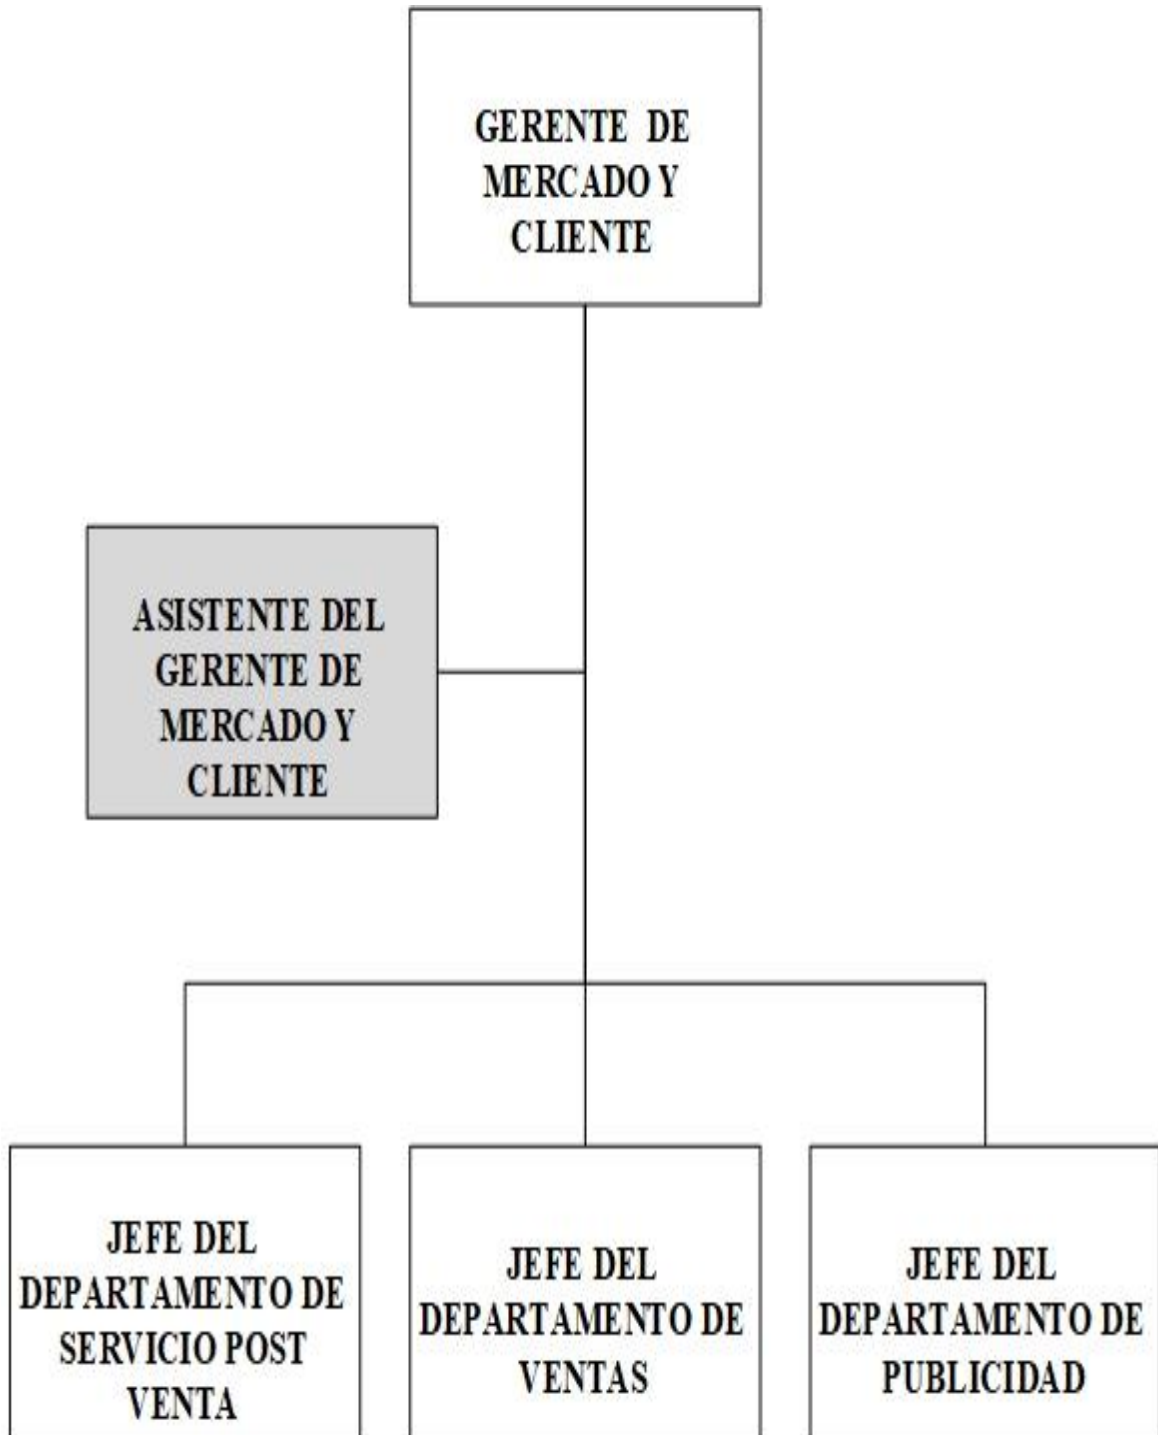 GERENTE DE
MERCADO Y
CLIENTE
ASISTENTE DEL
GERENTE DE
MERCADO Y
CLIENTE
JEFE DEL
DEPARTAMENTO DE
SERVICIO POST
VENTA
JEFE DEL
DEPARTAMENTO DE
VENTAS
JEFE DEL
DEPARTAMENTO DE
PUBLICIDAD